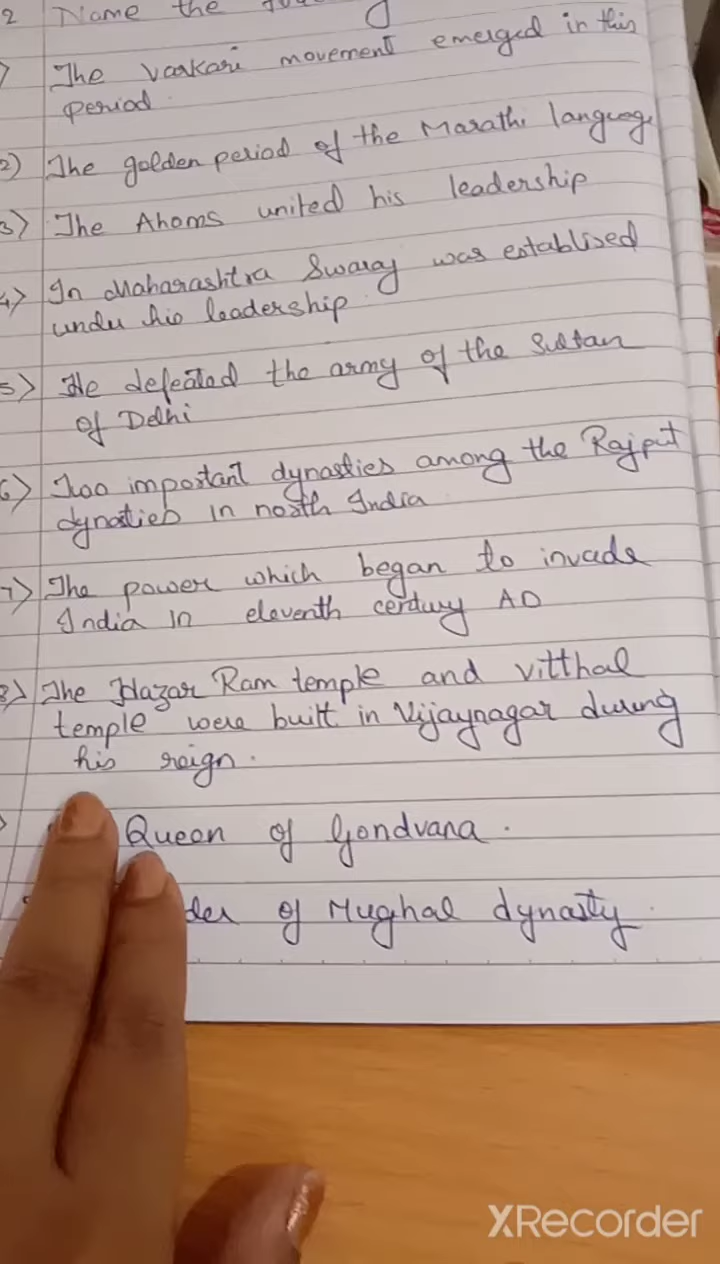 2 Name the
The Varkari movement emerged in this
period.
2) The golden period of the Marathi language
3) The Ahoms united his leadership
4) In Maharashtra Swaraj was establised
under his leadership.
5) He defeated the army of the Sultan
of Delhi
6) Two important dynasties among the Rajput
dynaties in north India
7) The power which began to invade
India in eleventh century AD
8) The Hazar Ram temple and vitthal
temple were built in Vijaynagar during
his reign.
Queen of Gondvana.
der of Mughal dynasty.
XRecorder